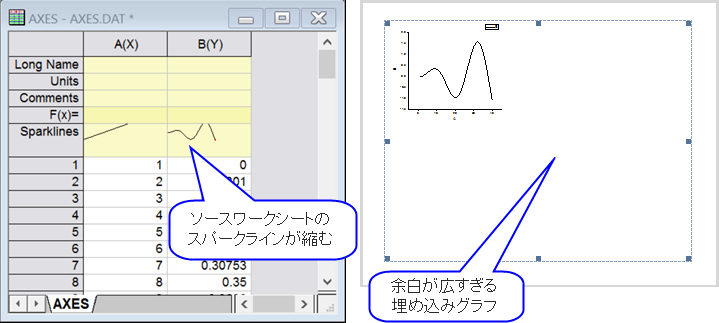 AXES - AXES.DAT *
A(X) B(Y)
Long Name
Units
Comments
F(x)=
Sparklines
1 1 0
2 2
3 3
4 4
5 5
6 6
7 7 0.30753
8 8 0.35
AXES
ソースワークシートの
スパークラインが縮む
余白が広すぎる
埋め込みグラフ